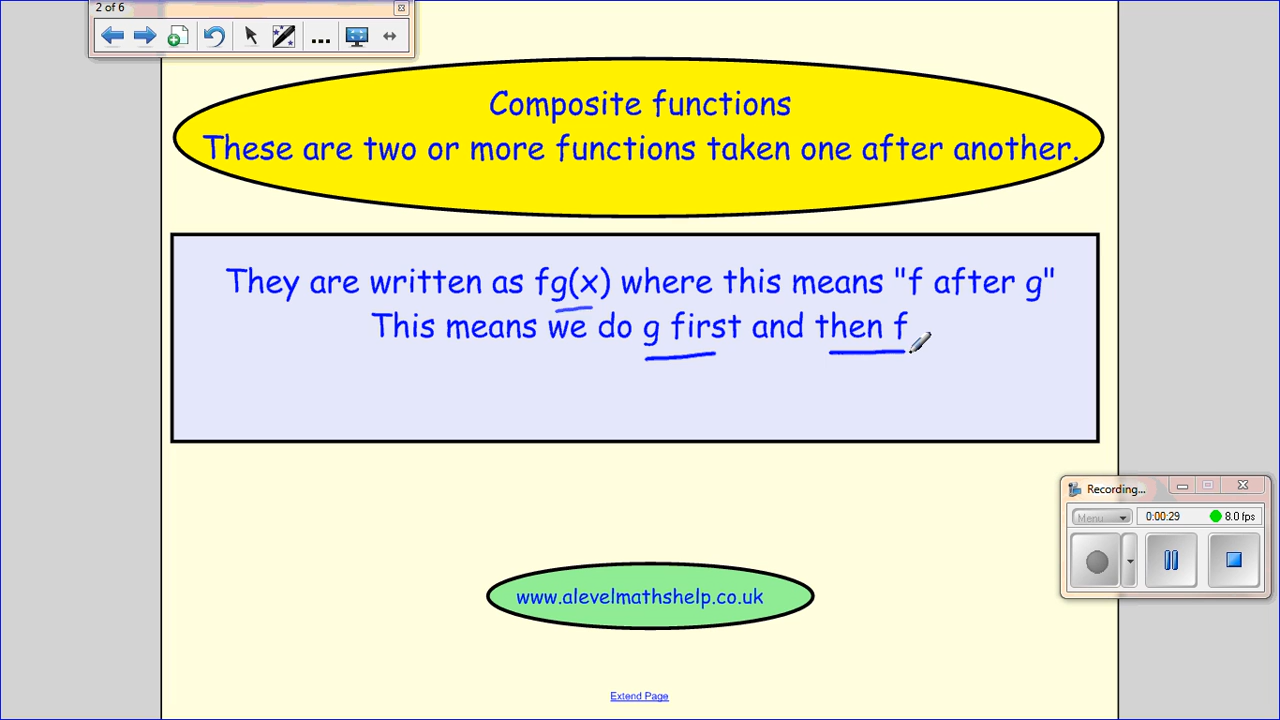 2 of 6
Composite functions
These are two or more functions taken one after another.
They are written as fg(x) where this means "f after g"
This means we do g first and then f
Recording...
Menu
0:00:29
8.0 fps
www.alevelmathshelp.co.uk
Extend Page